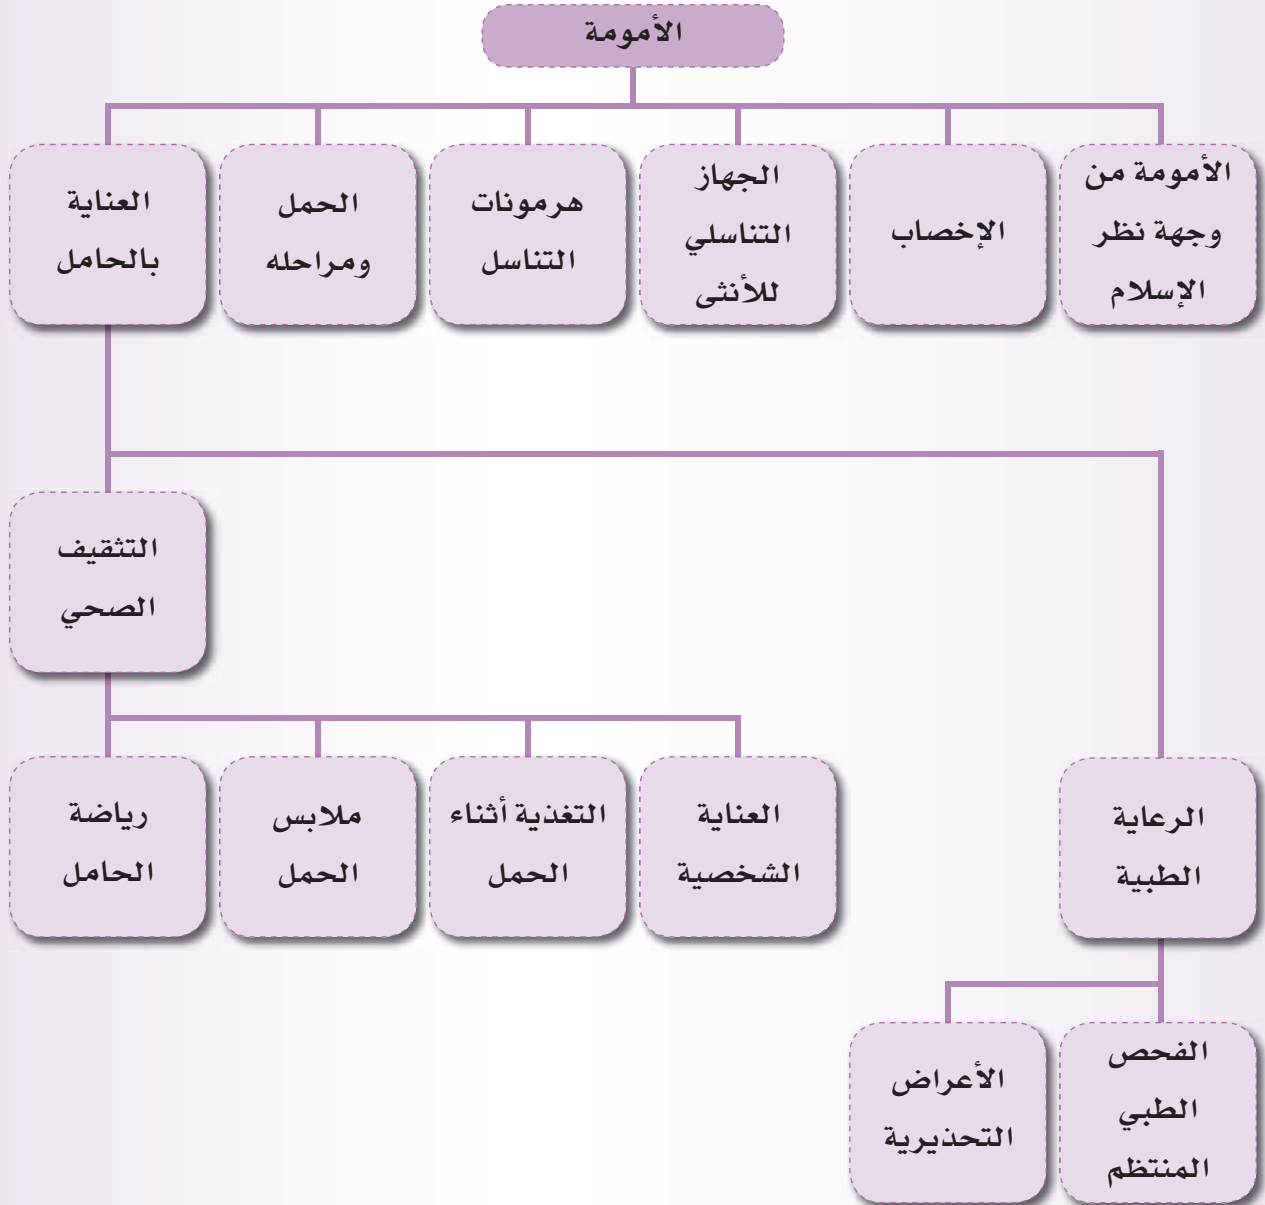 الأمومة
الأمومة من
وجهة نظر
الإسلام
الإخصاب
الجهاز
التناسلي
للأنثى
هرمونات
التناسل
الحمل
ومراحله
العناية
بالحامل
التثقيف
الصحي
الرعاية
الطبية
العناية
الشخصية
التغذية أثناء
الحمل
ملابس
الحمل
رياضة
الحامل
الفحص
الطبي
المنتظم
الأعراض
التحذيرية